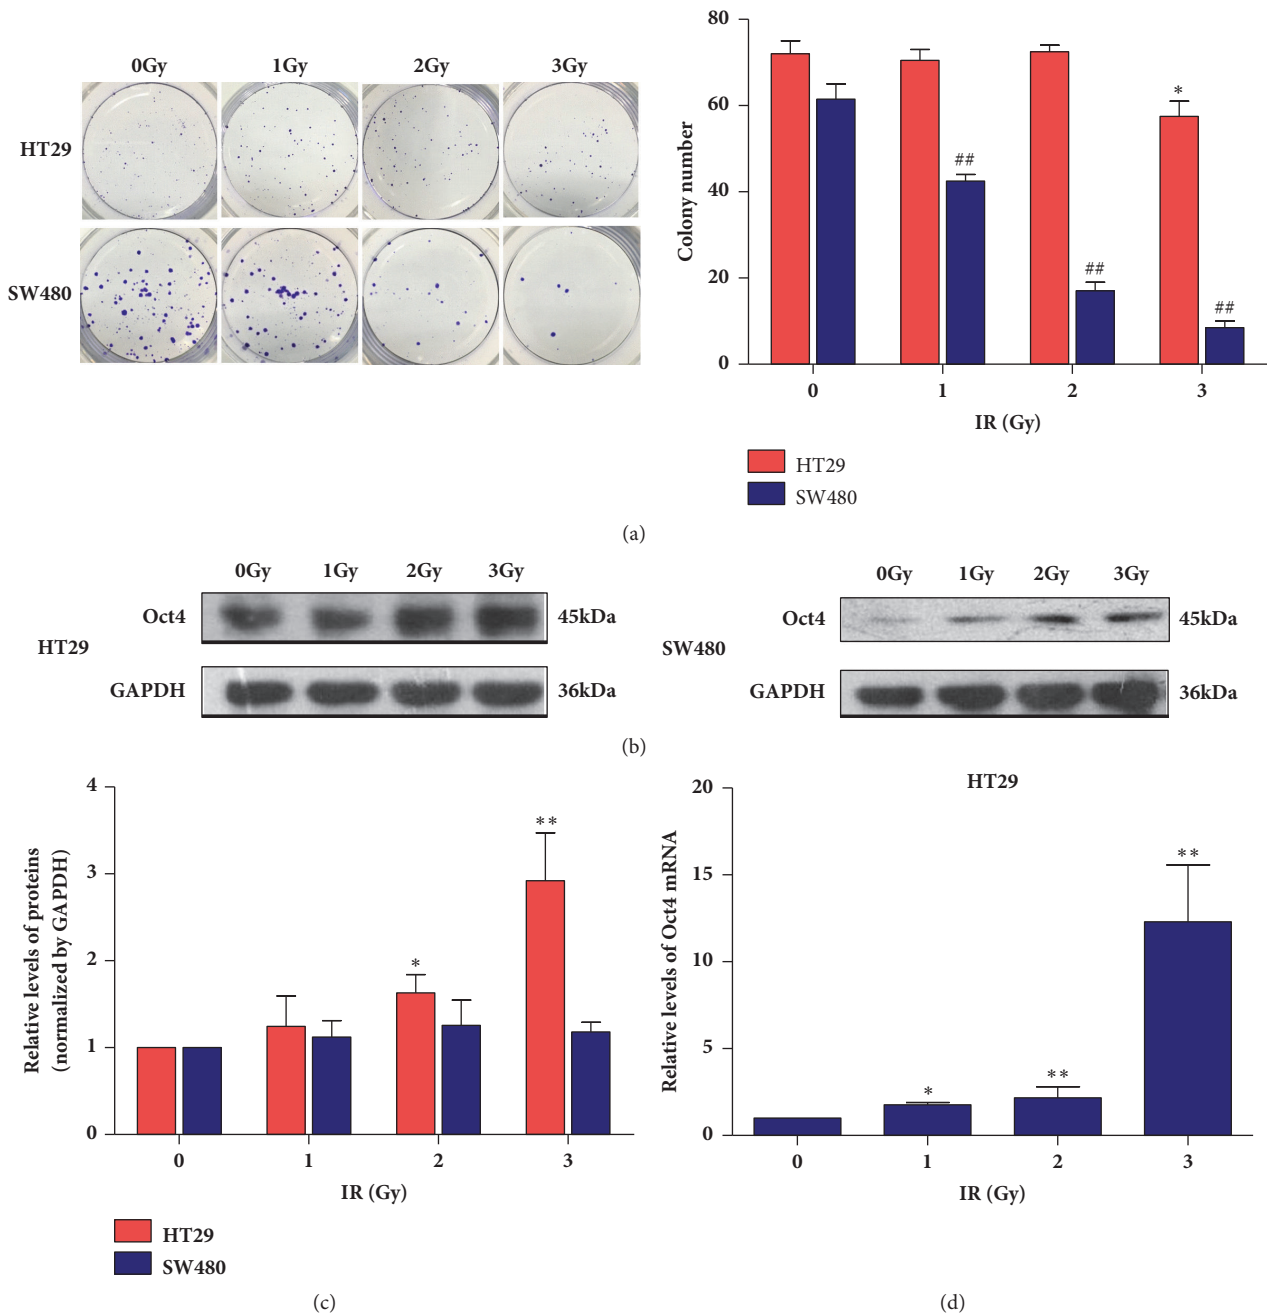 0Gy 1Gy 2Gy 3Gy
HT29
SW480
80
60
40
20
0
Colony number
*
##
##
##
0 1 2 3
IR (Gy)
HT29
SW480
(a)
0Gy 1Gy 2Gy 3Gy
HT29
Oct4 45kDa
GAPDH 36kDa
0Gy 1Gy 2Gy 3Gy
SW480
Oct4 45kDa
GAPDH 36kDa
(b)
4
3
2
1
0
Relative levels of proteins
(normalized by GAPDH)
*
**
0 1 2 3
IR (Gy)
HT29
SW480
(c)
HT29
20
15
10
5
0
Relative levels of Oct4 mRNA
*
**
**
0 1 2 3
IR (Gy)
(d)